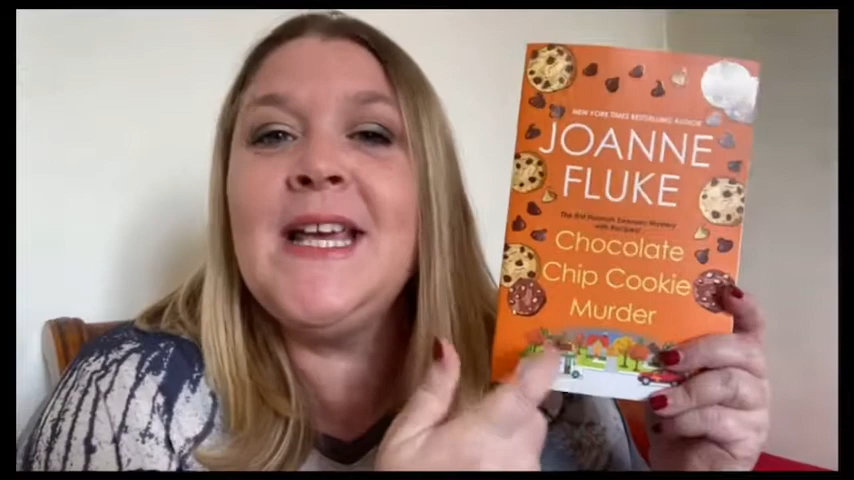 NEW YORK TIMES BESTSELLING AUTHOR
JOANNE
FLUKE
The first Hannah Swensen Mystery
with Recipes!
Chocolate
Chip Cookie
Murder